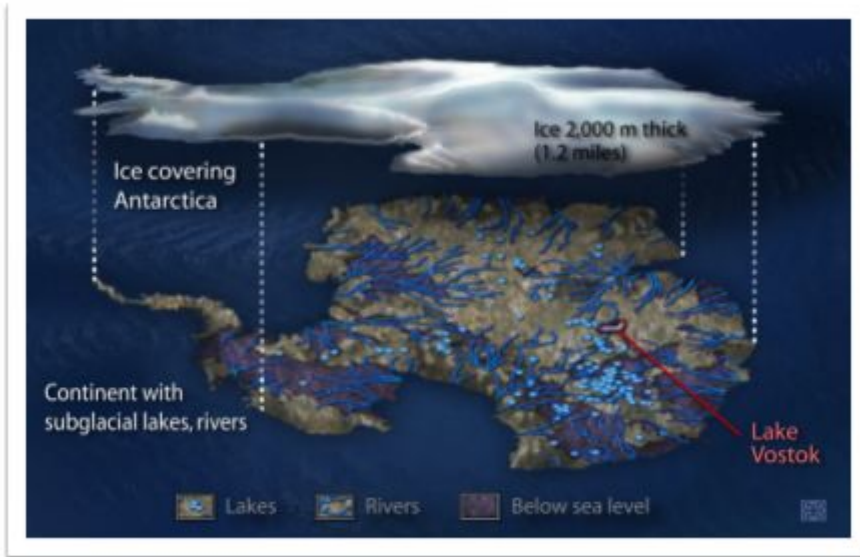 Ice 2,000 m thick
(1.2 miles)
Ice covering
Antarctica
Continent with
subglacial lakes, rivers
Lake
Vostok
Lakes
Rivers
Below sea level